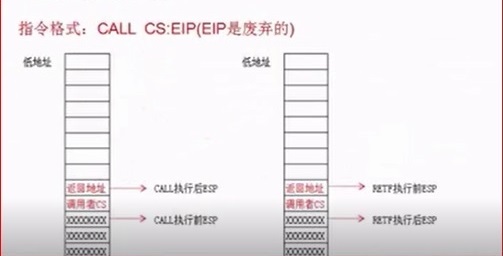 指令格式：CALL CS:EIP(EIP是废弃的)
低地址
低地址
返回地址 CALL执行后ESP
调用者CS
XXXXXXXX CALL执行前ESP
XXXXXXXX
XXXXXXXX
返回地址 RETF执行前ESP
调用者CS
XXXXXXXX RETF执行后ESP
XXXXXXXX
XXXXXXXX